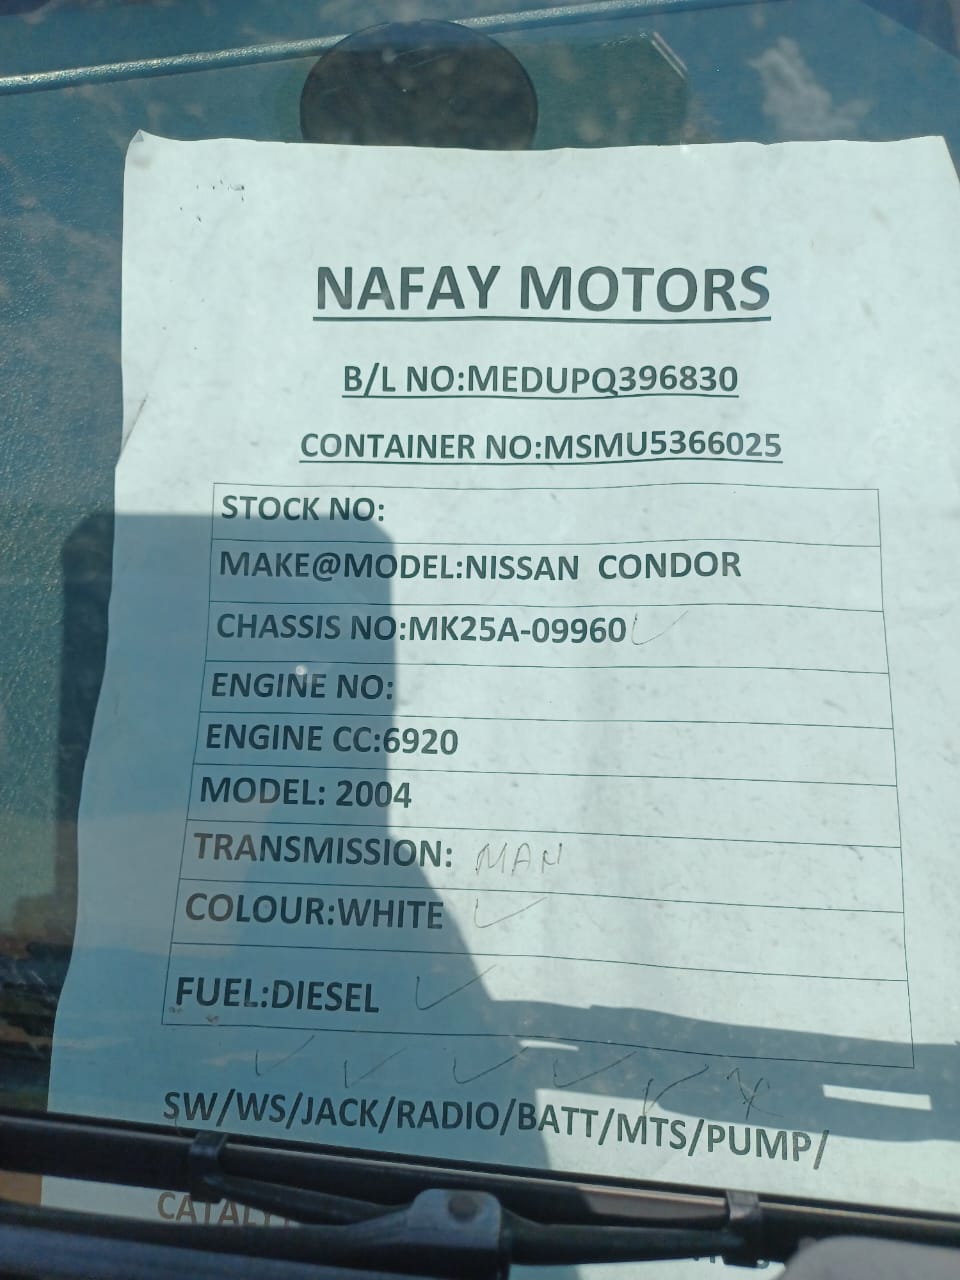 NAFAY MOTORS
B/L NO:MEDUPQ396830
CONTAINER NO:MSMU5366025
STOCK NO:
MAKE@MODEL:NISSAN CONDOR
CHASSIS NO:MK25A-09960
ENGINE NO:
ENGINE CC:6920
MODEL: 2004
TRANSMISSION: MAN
COLOUR:WHITE
FUEL:DIESEL
SW/WS/JACK/RADIO/BATT/MTS/PUMP/